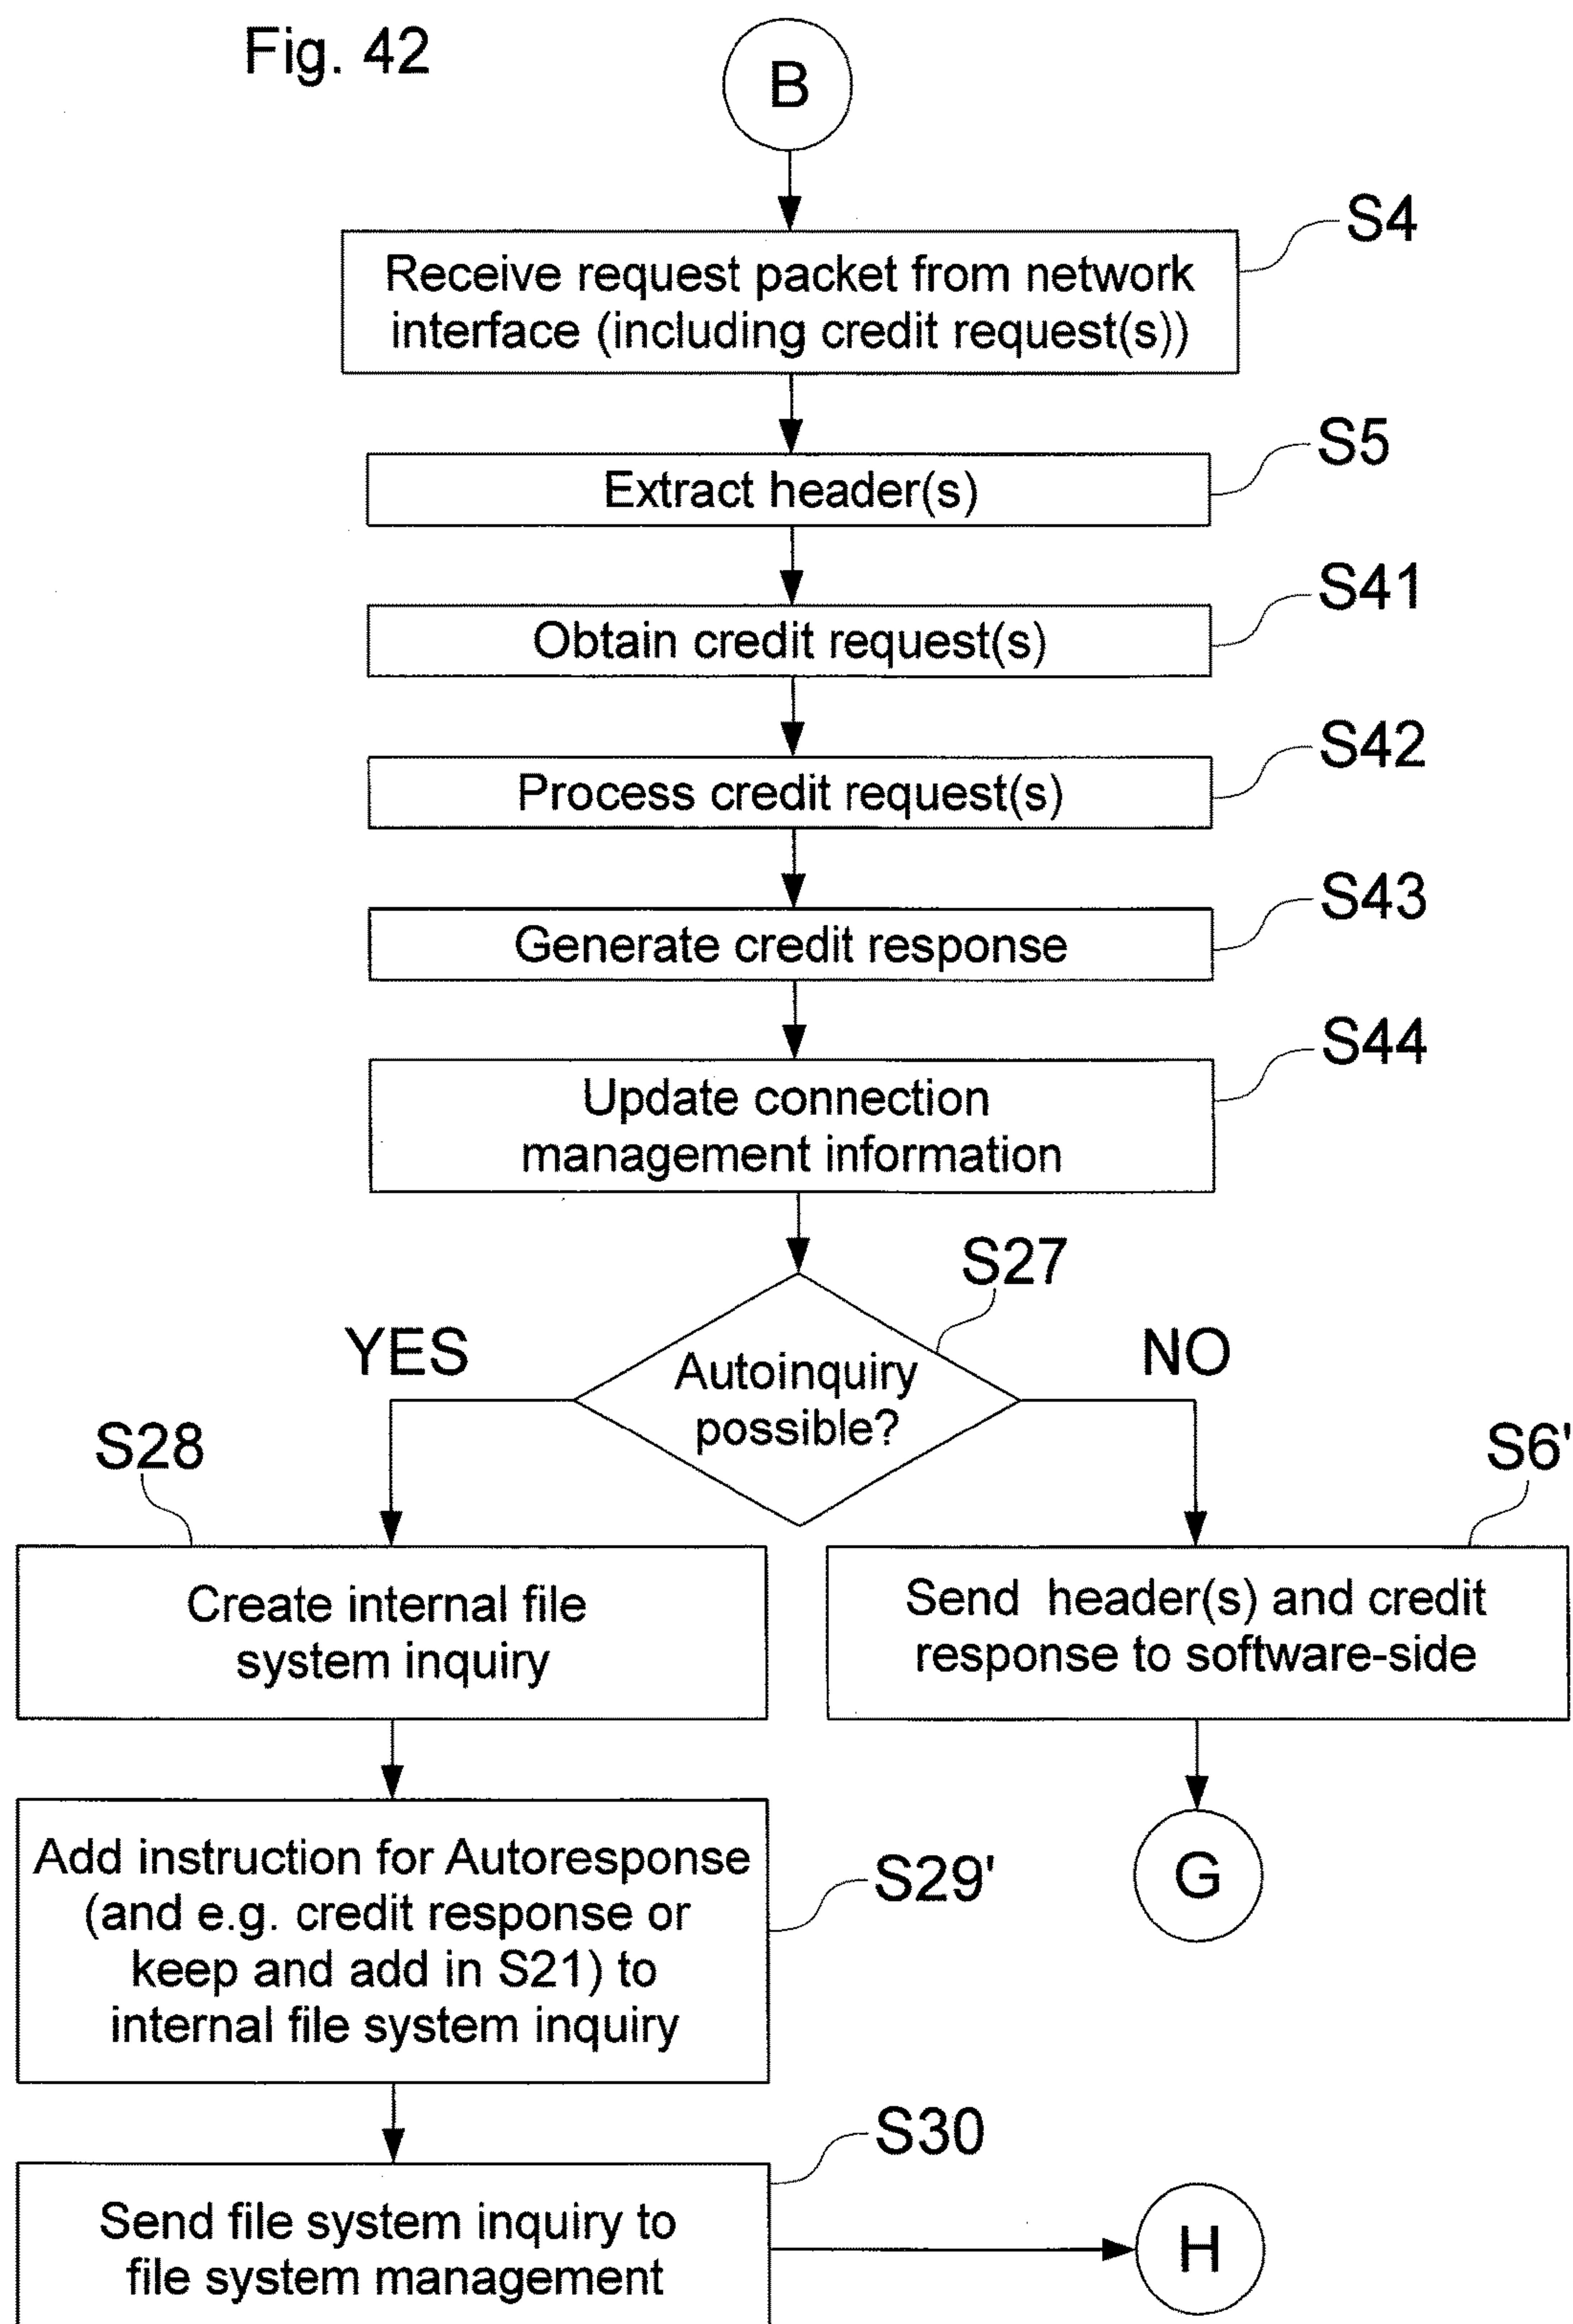 Fig. 42
B
S4
Receive request packet from network
interface (including credit request(s))
S5
Extract header(s)
S41
Obtain credit request(s)
S42
Process credit request(s)
S43
Generate credit response
S44
Update connection
management information
S27
YES
Autoinquiry
possible?
NO
S28
S6'
Create internal file
system inquiry
Send header(s) and credit
response to software-side
Add instruction for Autoresponse
(and e.g. credit response or
keep and add in S21) to
internal file system inquiry
S29'
G
S30
Send file system inquiry to
file system management
H